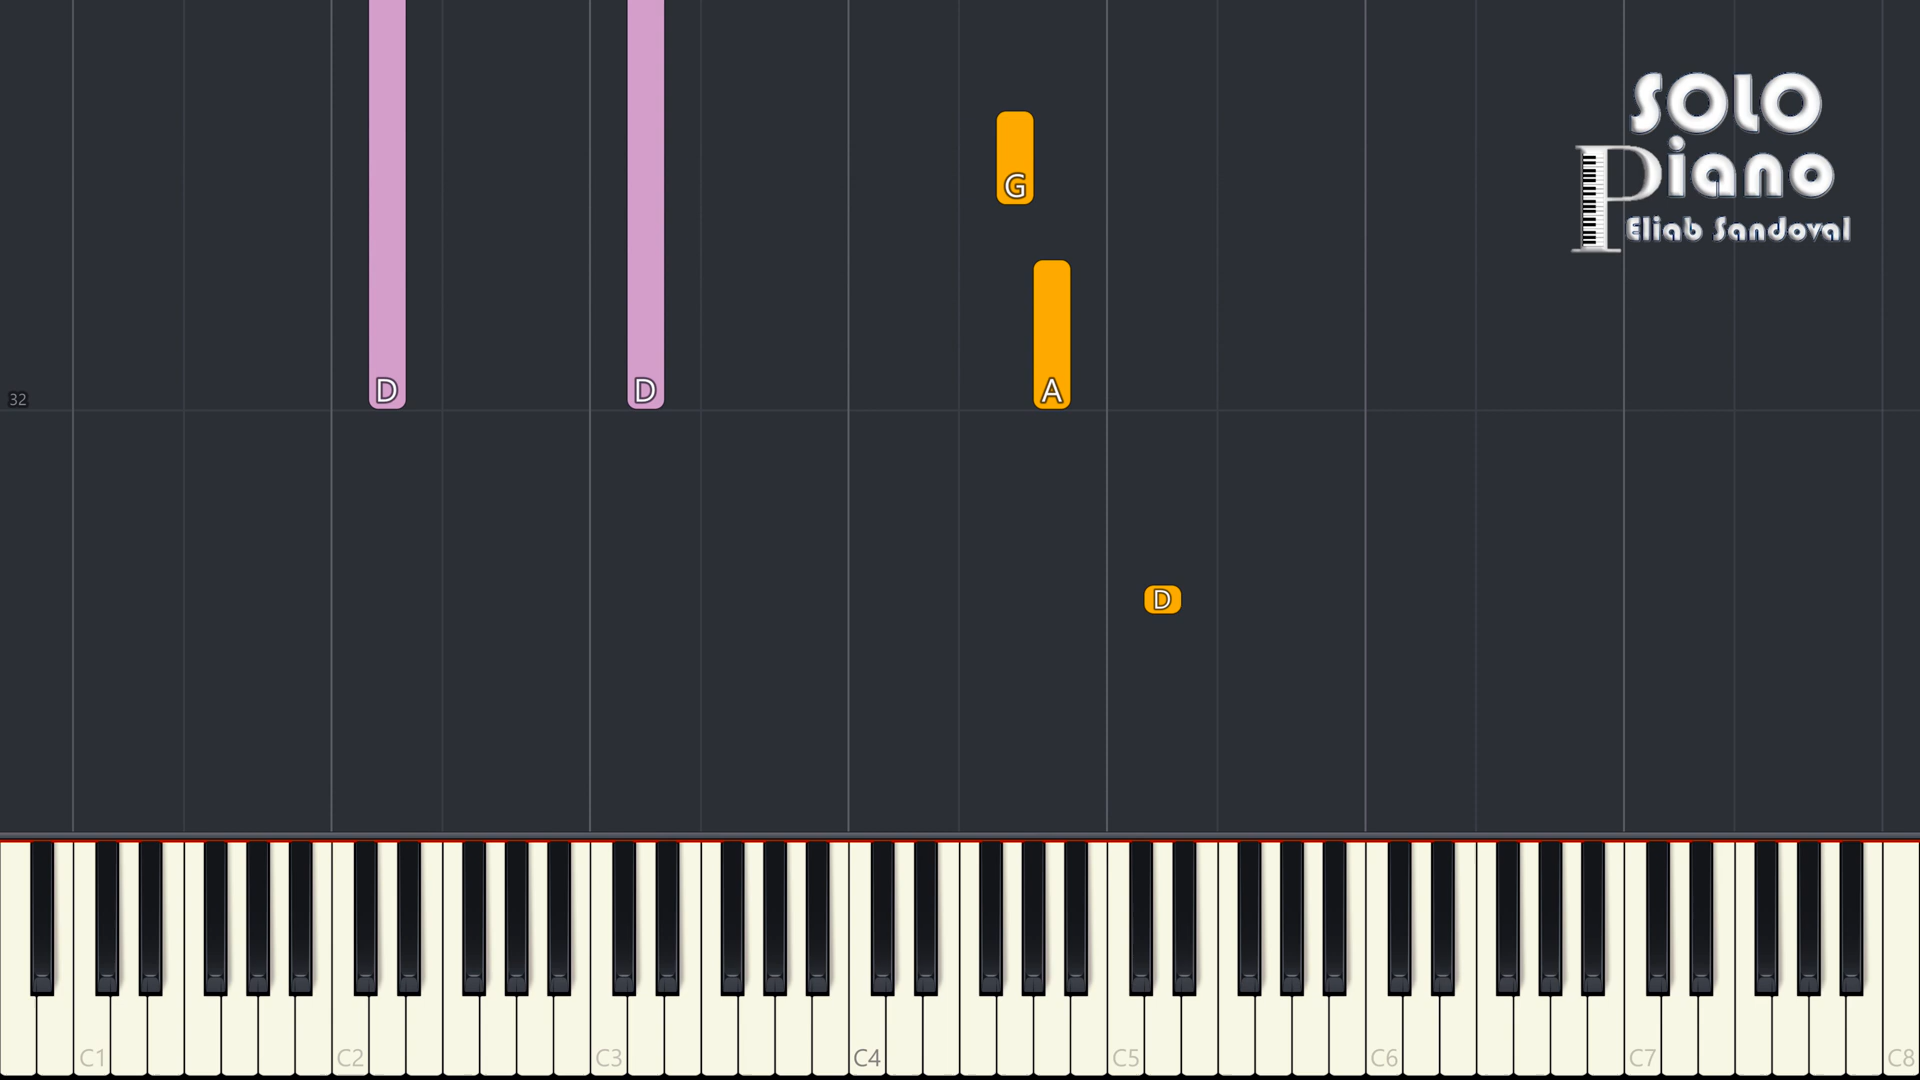 SOLO
Piano
Eliab Sandoval
G
D D A
32
D
C1 C2 C3 C4 C5 C6 C7 C8